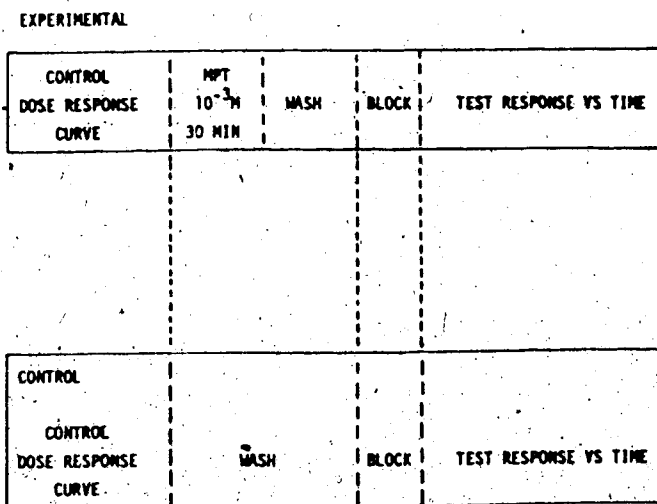 EXPERIMENTAL
CONTROL DOSE RESPONSE CURVE
MPT 10⁻³M 30 MIN
WASH
BLOCK
TEST RESPONSE VS TIME
CONTROL
CONTROL DOSE RESPONSE CURVE
WASH
BLOCK
TEST RESPONSE VS TIME